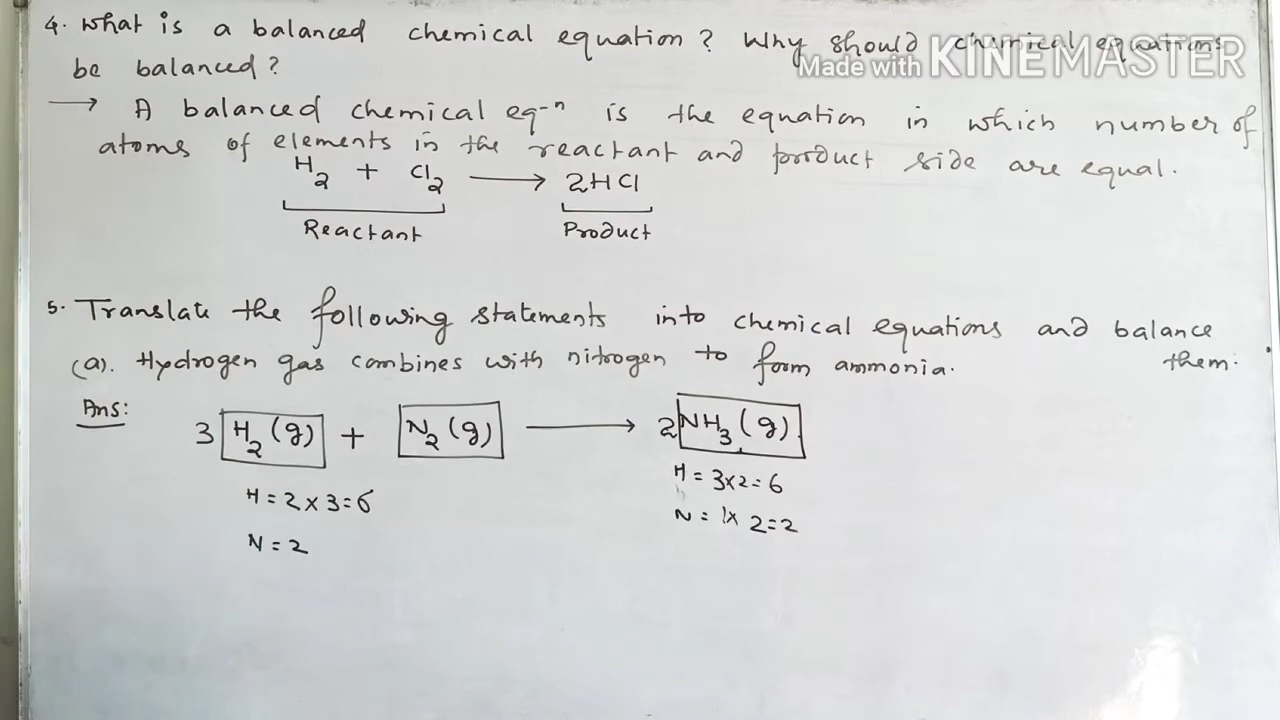 4. What is a balanced chemical equation? Why should chemical equations
Made with KINEMASTER
be balanced?
→ A balanced chemical eq-n is the equation in which number of
atoms of elements in the reactant and product side are equal.
H2 + Cl2 → 2HCl
Reactant Product
5. Translate the following statements into chemical equations and balance
(a). Hydrogen gas combines with nitrogen to form ammonia. them:
Ans:
3 H2 (g) + N2 (g) → 2 NH3 (g)
H = 2 x 3 = 6 H = 3x2 = 6
N = 2 N = 1x 2 = 2